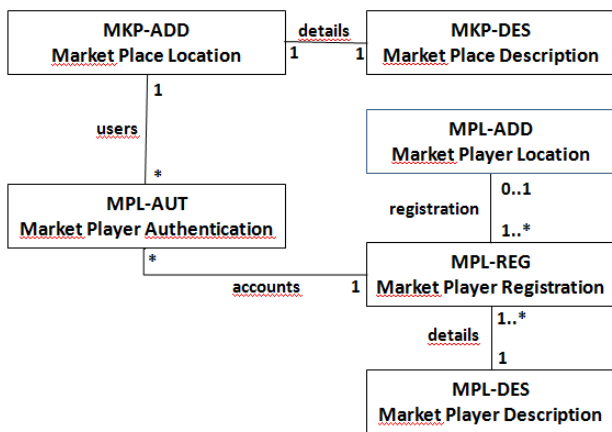 MKP-ADD
Market Place Location
details
1
1
MKP-DES
Market Place Description
1
users
*
MPL-ADD
Market Player Location
0..1
registration
1..*
MPL-AUT
Market Player Authentication
*
accounts
1
MPL-REG
Market Player Registration
1..*
details
1
MPL-DES
Market Player Description